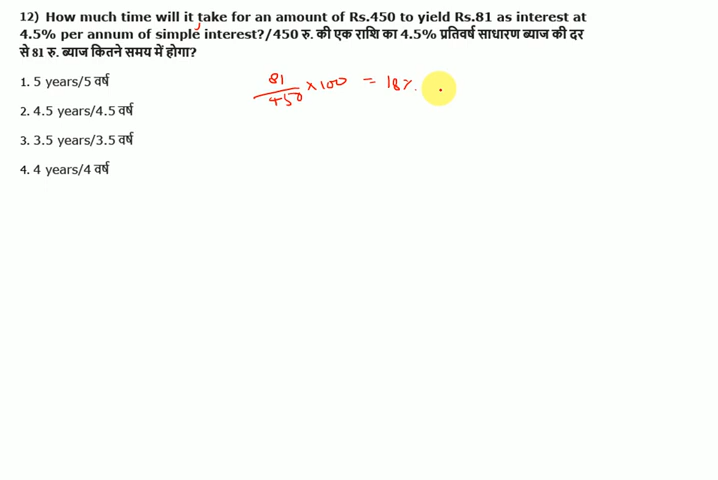 12) How much time will it take for an amount of Rs.450 to yield Rs.81 as interest at
4.5% per annum of simple interest?/450 रु. की एक राशि का 4.5% प्रतिवर्ष साधारण ब्याज की दर
से 81 रु. ब्याज कितने समय में होगा?
1. 5 years/5 वर्ष
2. 4.5 years/4.5 वर्ष
3. 3.5 years/3.5 वर्ष
4. 4 years/4 वर्ष
81
450 × 100 = 18%